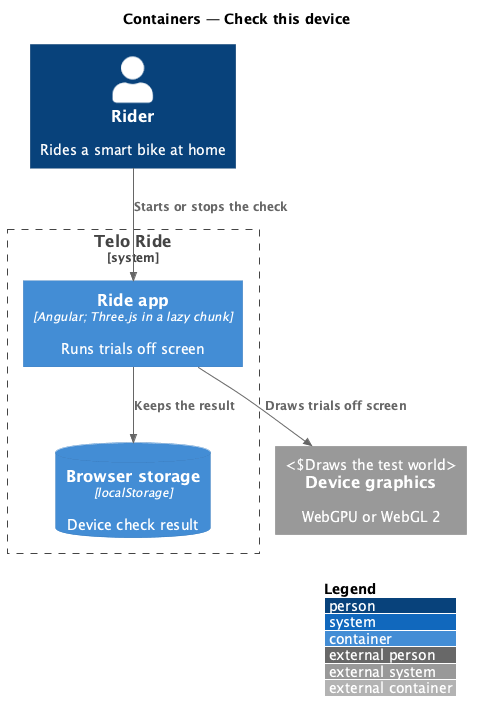 Containers — Check this device
Rider
Rides a smart bike at home
Starts or stops the check
Telo Ride
[system]
Ride app
[Angular; Three.js in a lazy chunk]
Runs trials off screen
Keeps the result
Draws trials off screen
Browser storage
[localStorage]
Device check result
<$Draws the test world>
Device graphics
WebGPU or WebGL 2
Legend
person
system
container
external person
external system
external container